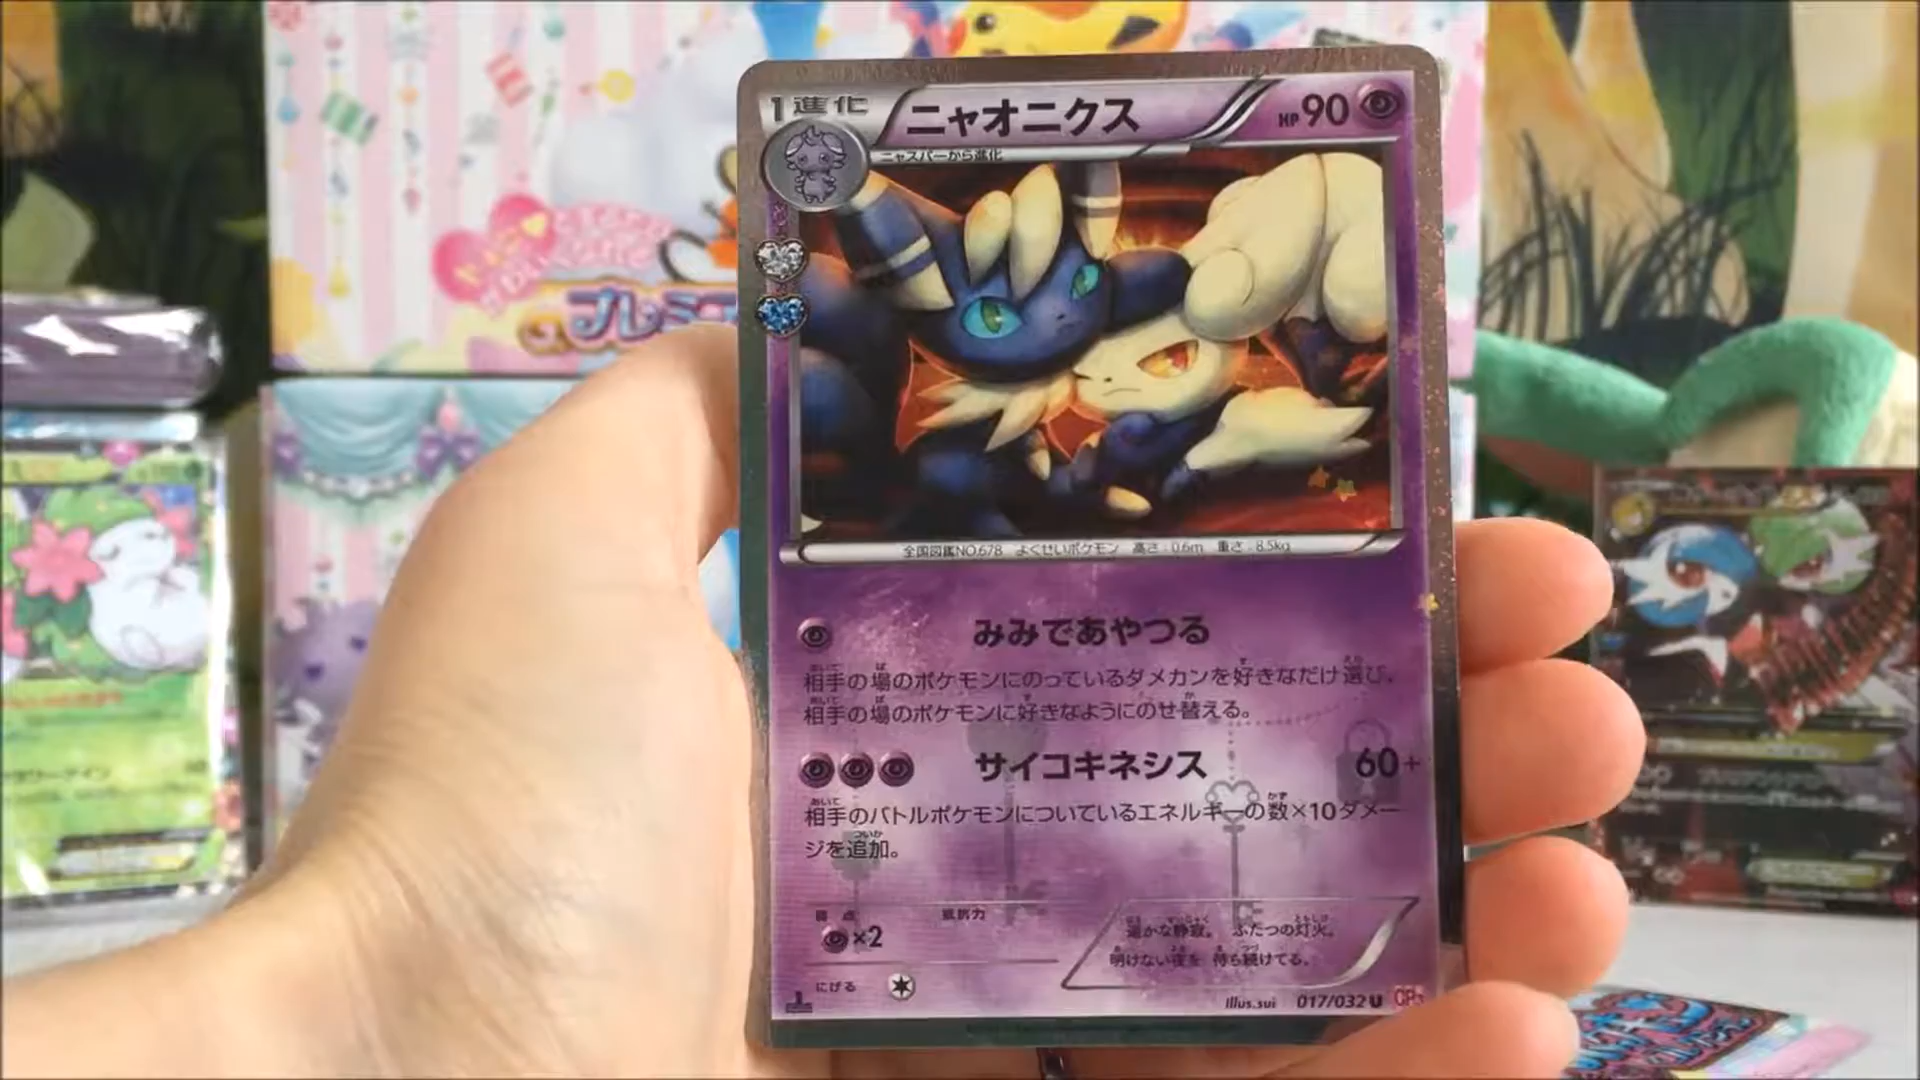 1進化
ニャオニクス
HP90
ニャスパーから進化
プレミア
全国図鑑NO.678 よくせいポケモン 高さ:0.6m 重さ:8.5kg
みみであやつる
相手の場のポケモンにのっているダメカンを好きなだけ選び、
相手の場のポケモンに好きなようにのせ替える。
サイコキネシス 60+
相手のバトルポケモンについているエネルギーの数×10ダメー
ジを追加。
弱点 抵抗力
×2
遥かな静寂。 ふたつの灯火。
明けない夜を 待ち続けてる。
にげる
Illus.sui 017/032 U CP3